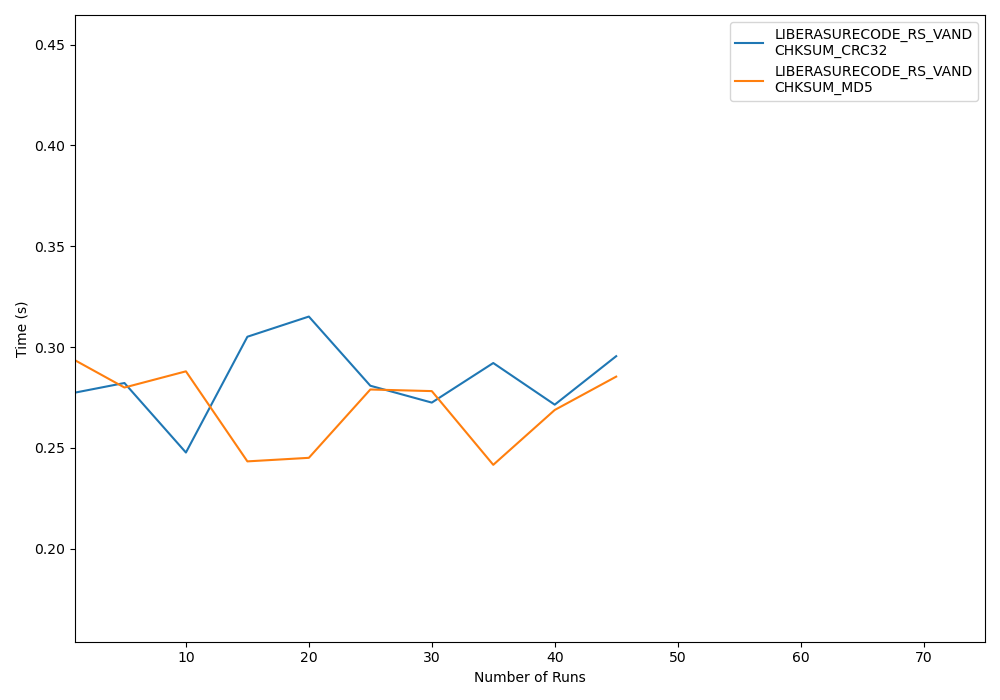 LIBERASURECODE_RS_VAND
CHKSUM_CRC32
LIBERASURECODE_RS_VAND
CHKSUM_MD5
0.45
0.40
0.35
0.30
0.25
0.20
Time (s)
10 20 30 40 50 60 70
Number of Runs